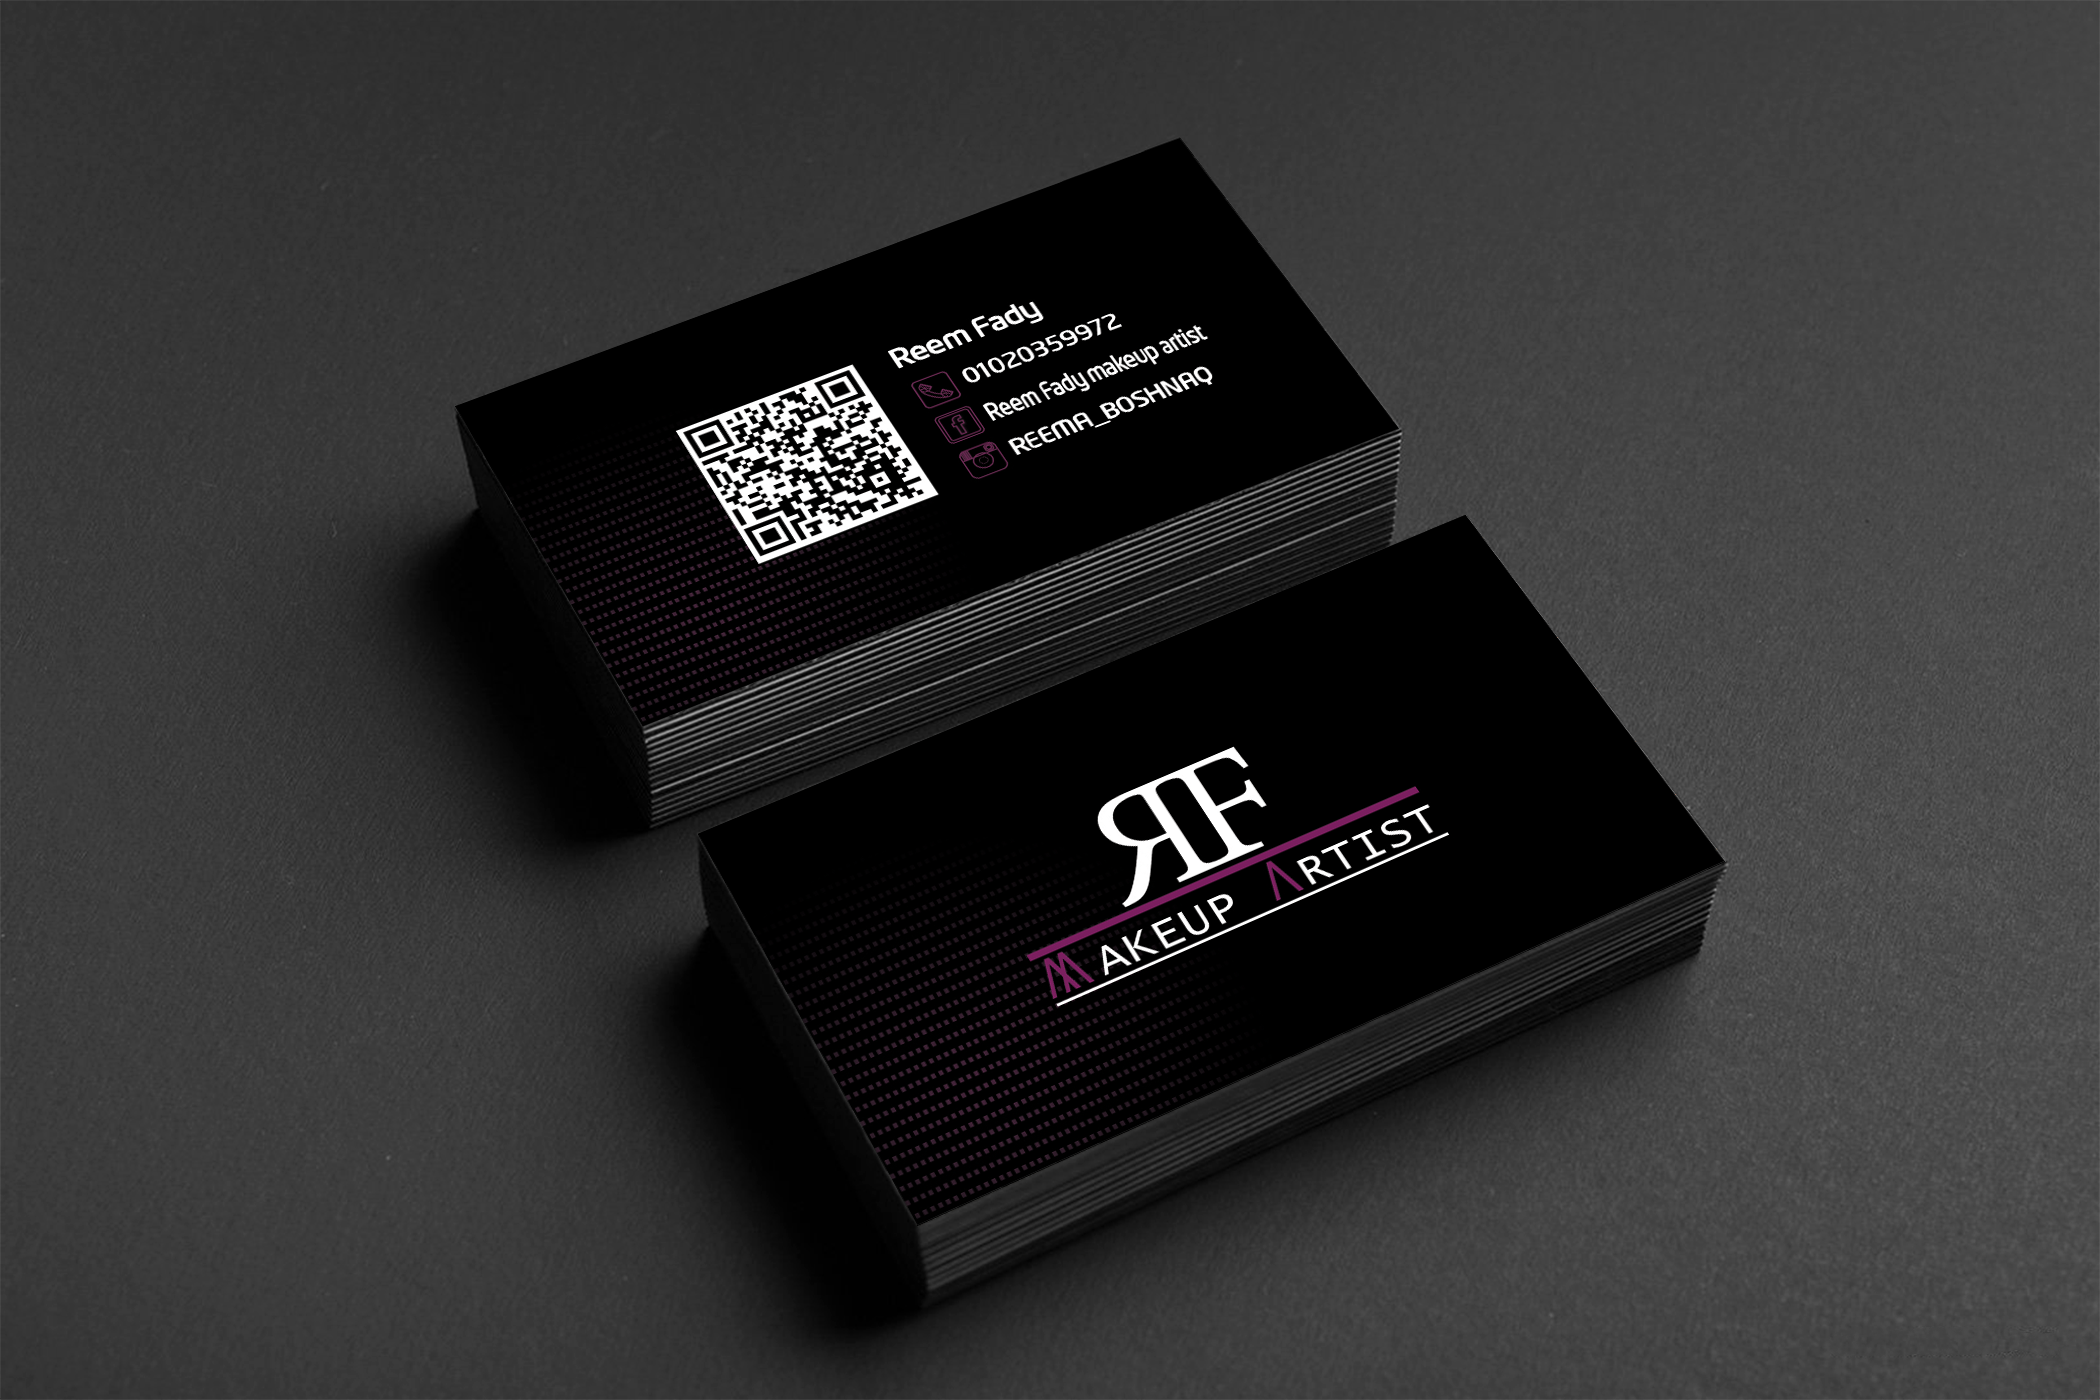 Reem Fady
01020359972
Reem Fady makeup artist
REEMA_BOSHNAQ
RF
MAKEUP ARTIST